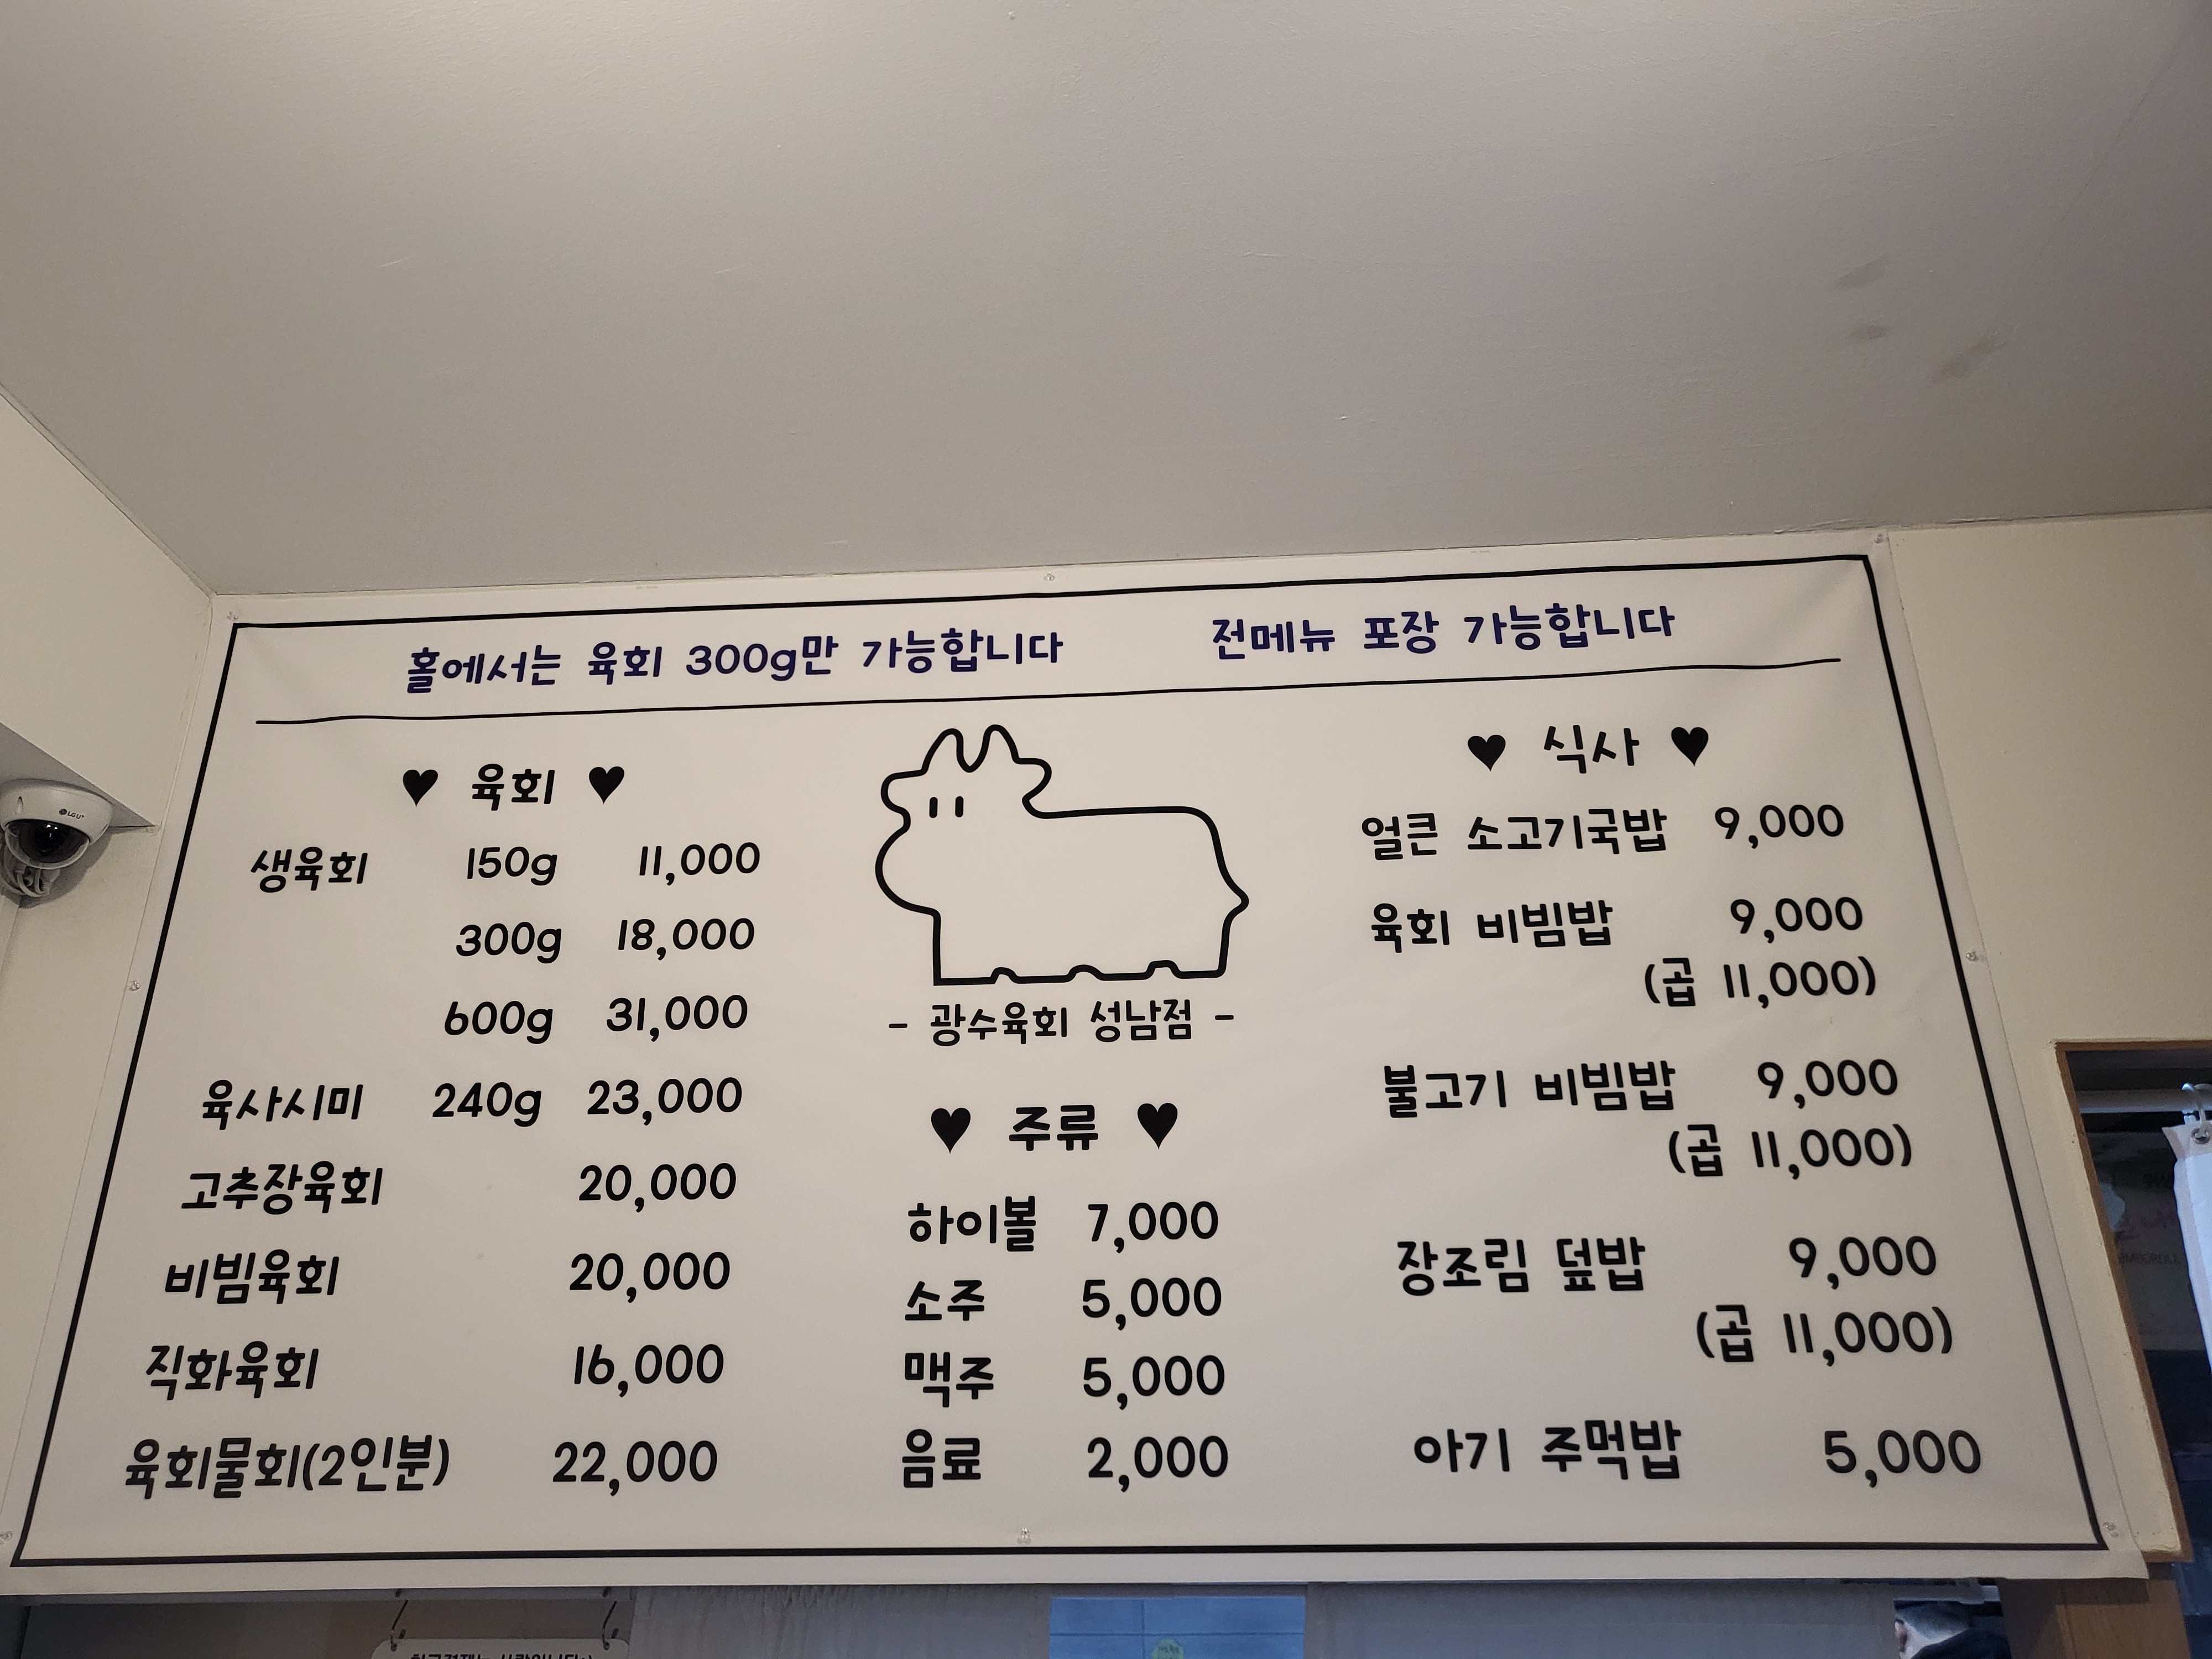 홀에서는 육회 300g만 가능합니다 전메뉴 포장 가능합니다
♥ 육회 ♥
생육회 150g 11,000
300g 18,000
600g 31,000
육사시미 240g 23,000
고추장육회 20,000
비빔육회 20,000
직화육회 16,000
육회물회(2인분) 22,000
- 광수육회 성남점 -
♥ 주류 ♥
하이볼 7,000
소주 5,000
맥주 5,000
음료 2,000
♥ 식사 ♥
얼큰 소고기국밥 9,000
육회 비빔밥 9,000
(곱 11,000)
불고기 비빔밥 9,000
(곱 11,000)
장조림 덮밥 9,000
(곱 11,000)
아기 주먹밥 5,000
LGU+